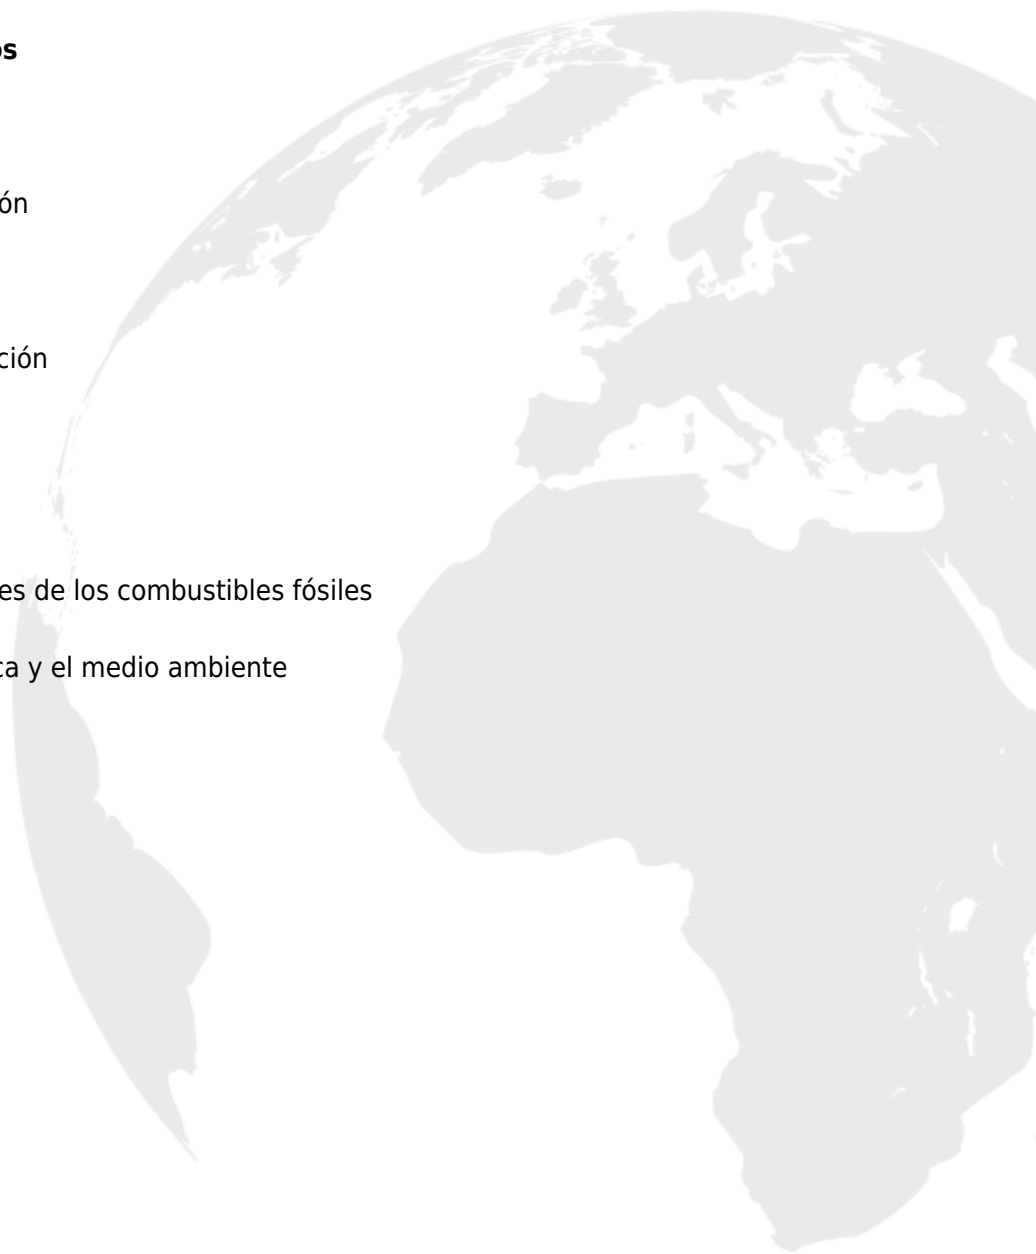 os
ón
ción
es de los combustibles fósiles
ca y el medio ambiente